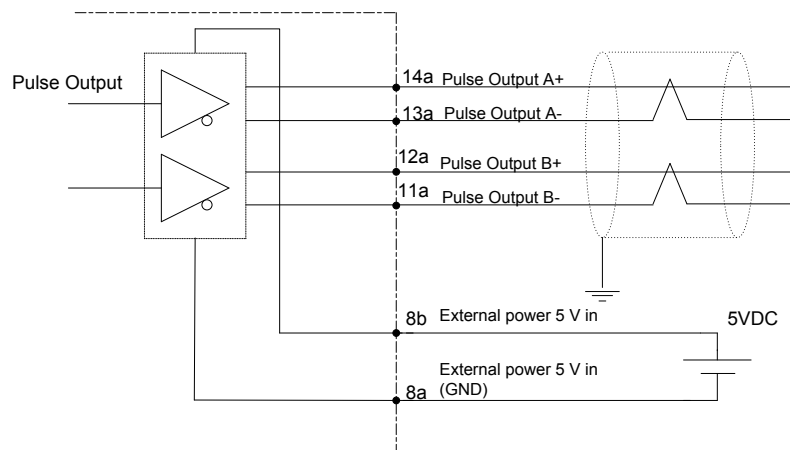 Pulse Output
14a Pulse Output A+
13a Pulse Output A-
12a
Pulse Output B+
11a
Pulse Output B-
8b External power 5 V in
5VDC
External power 5 V in
(GND)
8a